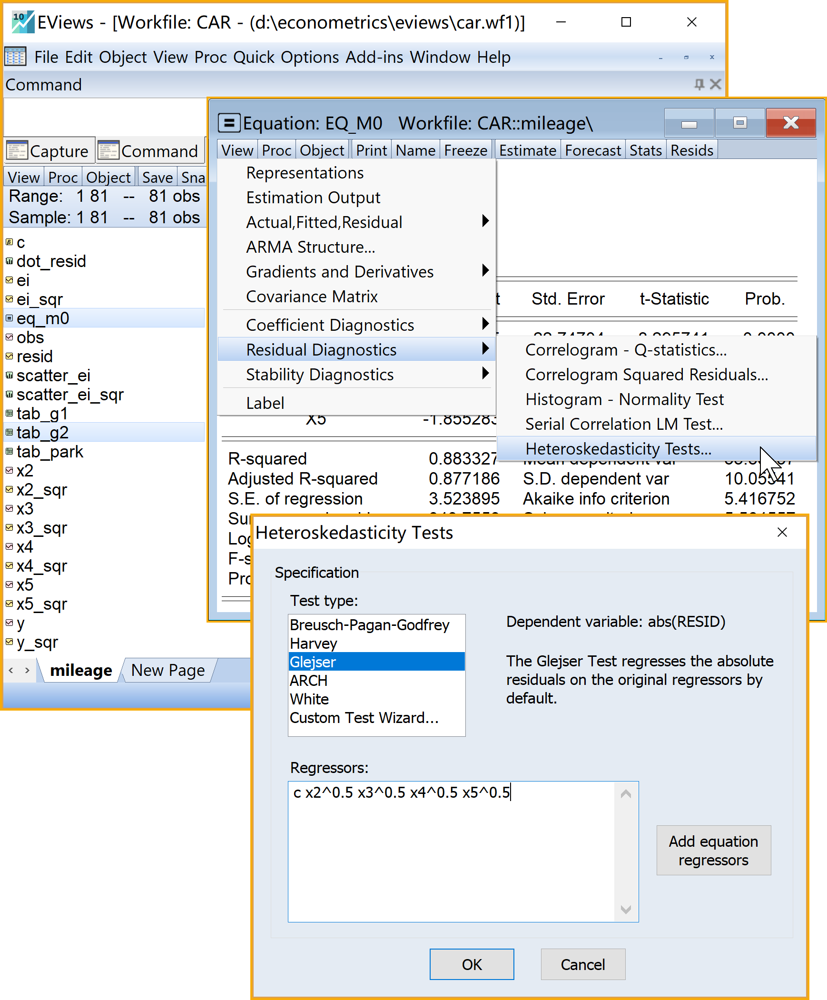 10
EViews - [Workfile: CAR - (d:\econometrics\eviews\car.wf1)]
File Edit Object View Proc Quick Options Add-ins Window Help
Command
Capture Command
View Proc Object Save Sna
Range: 1 81 -- 81 obs
Sample: 1 81 -- 81 obs
c
dot_resid
ei
ei_sqr
eq_m0
obs
resid
scatter_ei
scatter_ei_sqr
tab_g1
tab_g2
tab_park
x2
x2_sqr
x3
x3_sqr
x4
x4_sqr
x5
x5_sqr
y
y_sqr
mileage New Page
Equation: EQ_M0 Workfile: CAR::mileage\
View Proc Object Print Name Freeze Estimate Forecast Stats Resids
Representations
Estimation Output
Actual,Fitted,Residual
ARMA Structure...
Gradients and Derivatives
Covariance Matrix
Coefficient Diagnostics
Residual Diagnostics
Stability Diagnostics
Label
t Std. Error t-Statistic Prob.
Correlogram - Q-statistics...
Correlogram Squared Residuals...
Histogram - Normality Test
Serial Correlation LM Test...
Heteroskedasticity Tests...
X5 -1.855283
R-squared 0.883327 Mean dependent var
Adjusted R-squared 0.877186 S.D. dependent var 10.05541
S.E. of regression 3.523895 Akaike info criterion 5.416752
Heteroskedasticity Tests
Specification
Test type:
Breusch-Pagan-Godfrey
Harvey
Glejser
ARCH
White
Custom Test Wizard...
Dependent variable: abs(RESID)
The Glejser Test regresses the absolute
residuals on the original regressors by
default.
Regressors:
c x2^0.5 x3^0.5 x4^0.5 x5^0.5
Add equation
regressors
OK Cancel